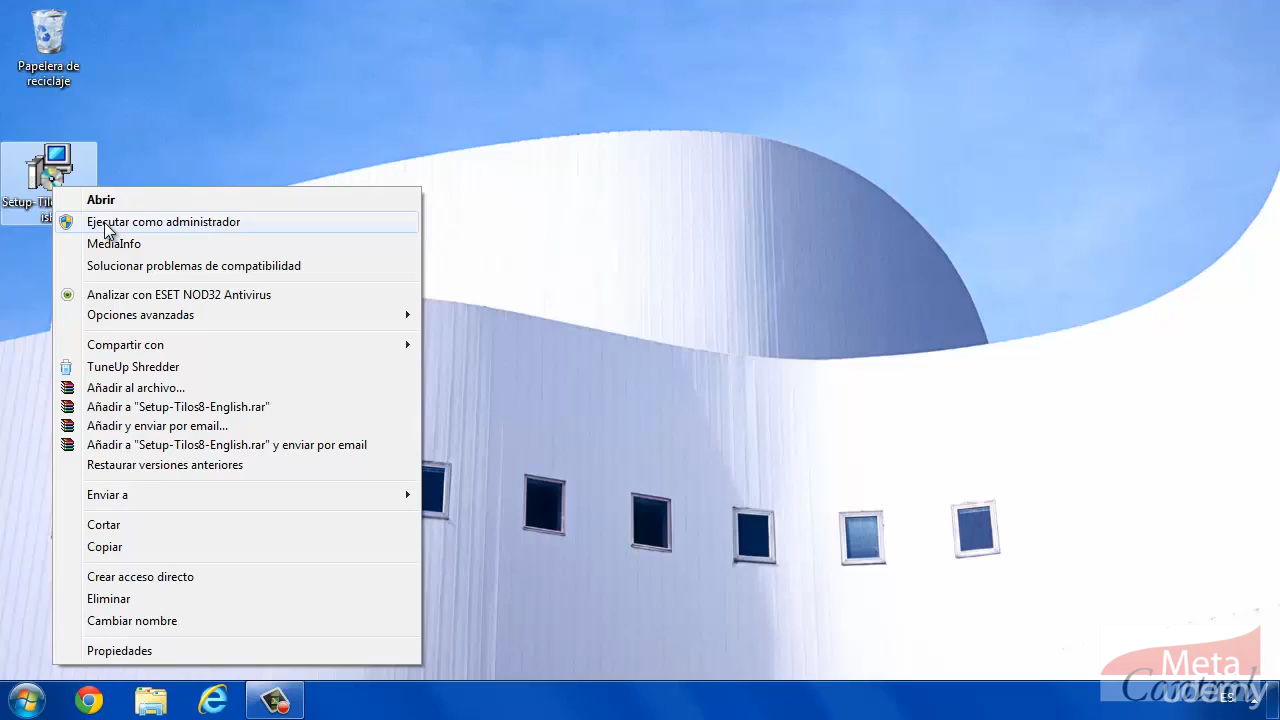 Papelera de
reciclaje
Abrir
Ejecutar como administrador
MediaInfo
Solucionar problemas de compatibilidad
Analizar con ESET NOD32 Antivirus
Opciones avanzadas
Compartir con
TuneUp Shredder
Añadir al archivo...
Añadir a "Setup-Tilos8-English.rar"
Añadir y enviar por email...
Añadir a "Setup-Tilos8-English.rar" y enviar por email
Restaurar versiones anteriores
Enviar a
Cortar
Copiar
Crear acceso directo
Eliminar
Cambiar nombre
Propiedades
Meta
udemy
ES